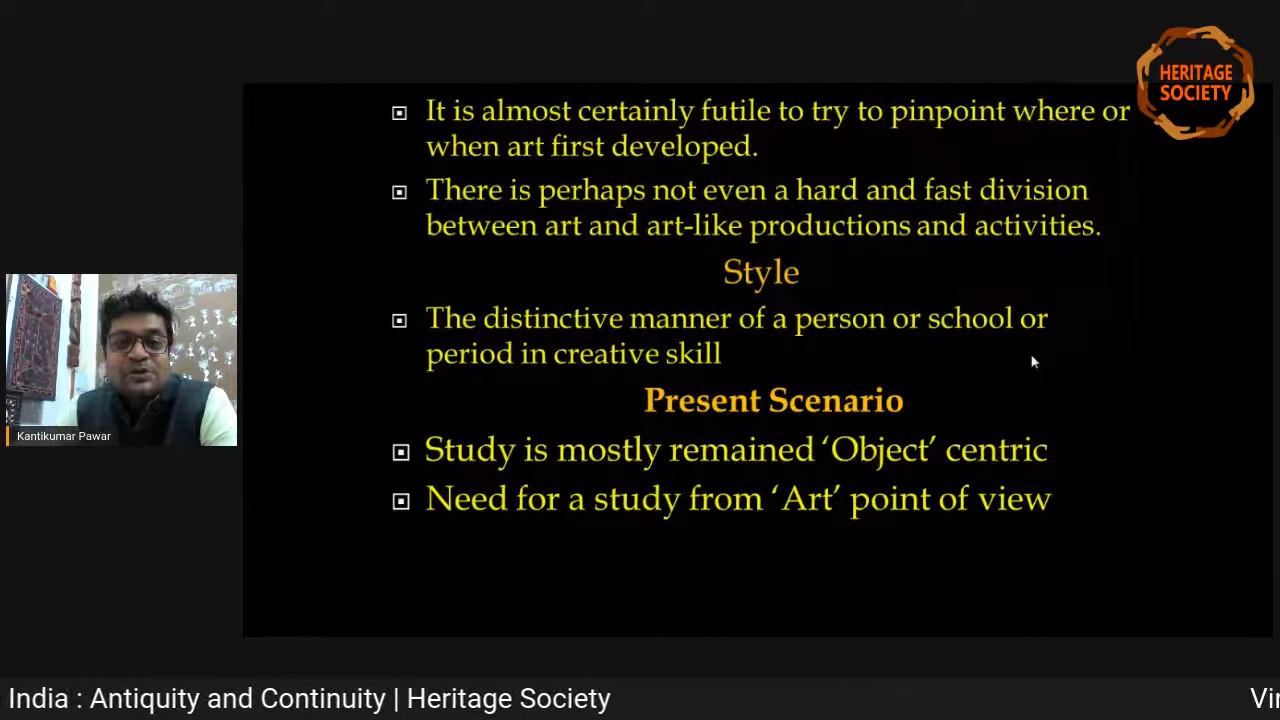 HERITAGE
SOCIETY
It is almost certainly futile to try to pinpoint where or
when art first developed.
There is perhaps not even a hard and fast division
between art and art-like productions and activities.
Style
The distinctive manner of a person or school or
period in creative skill
Present Scenario
Study is mostly remained ‘Object’ centric
Need for a study from ‘Art’ point of view
Kantikumar Pawar
India : Antiquity and Continuity | Heritage Society